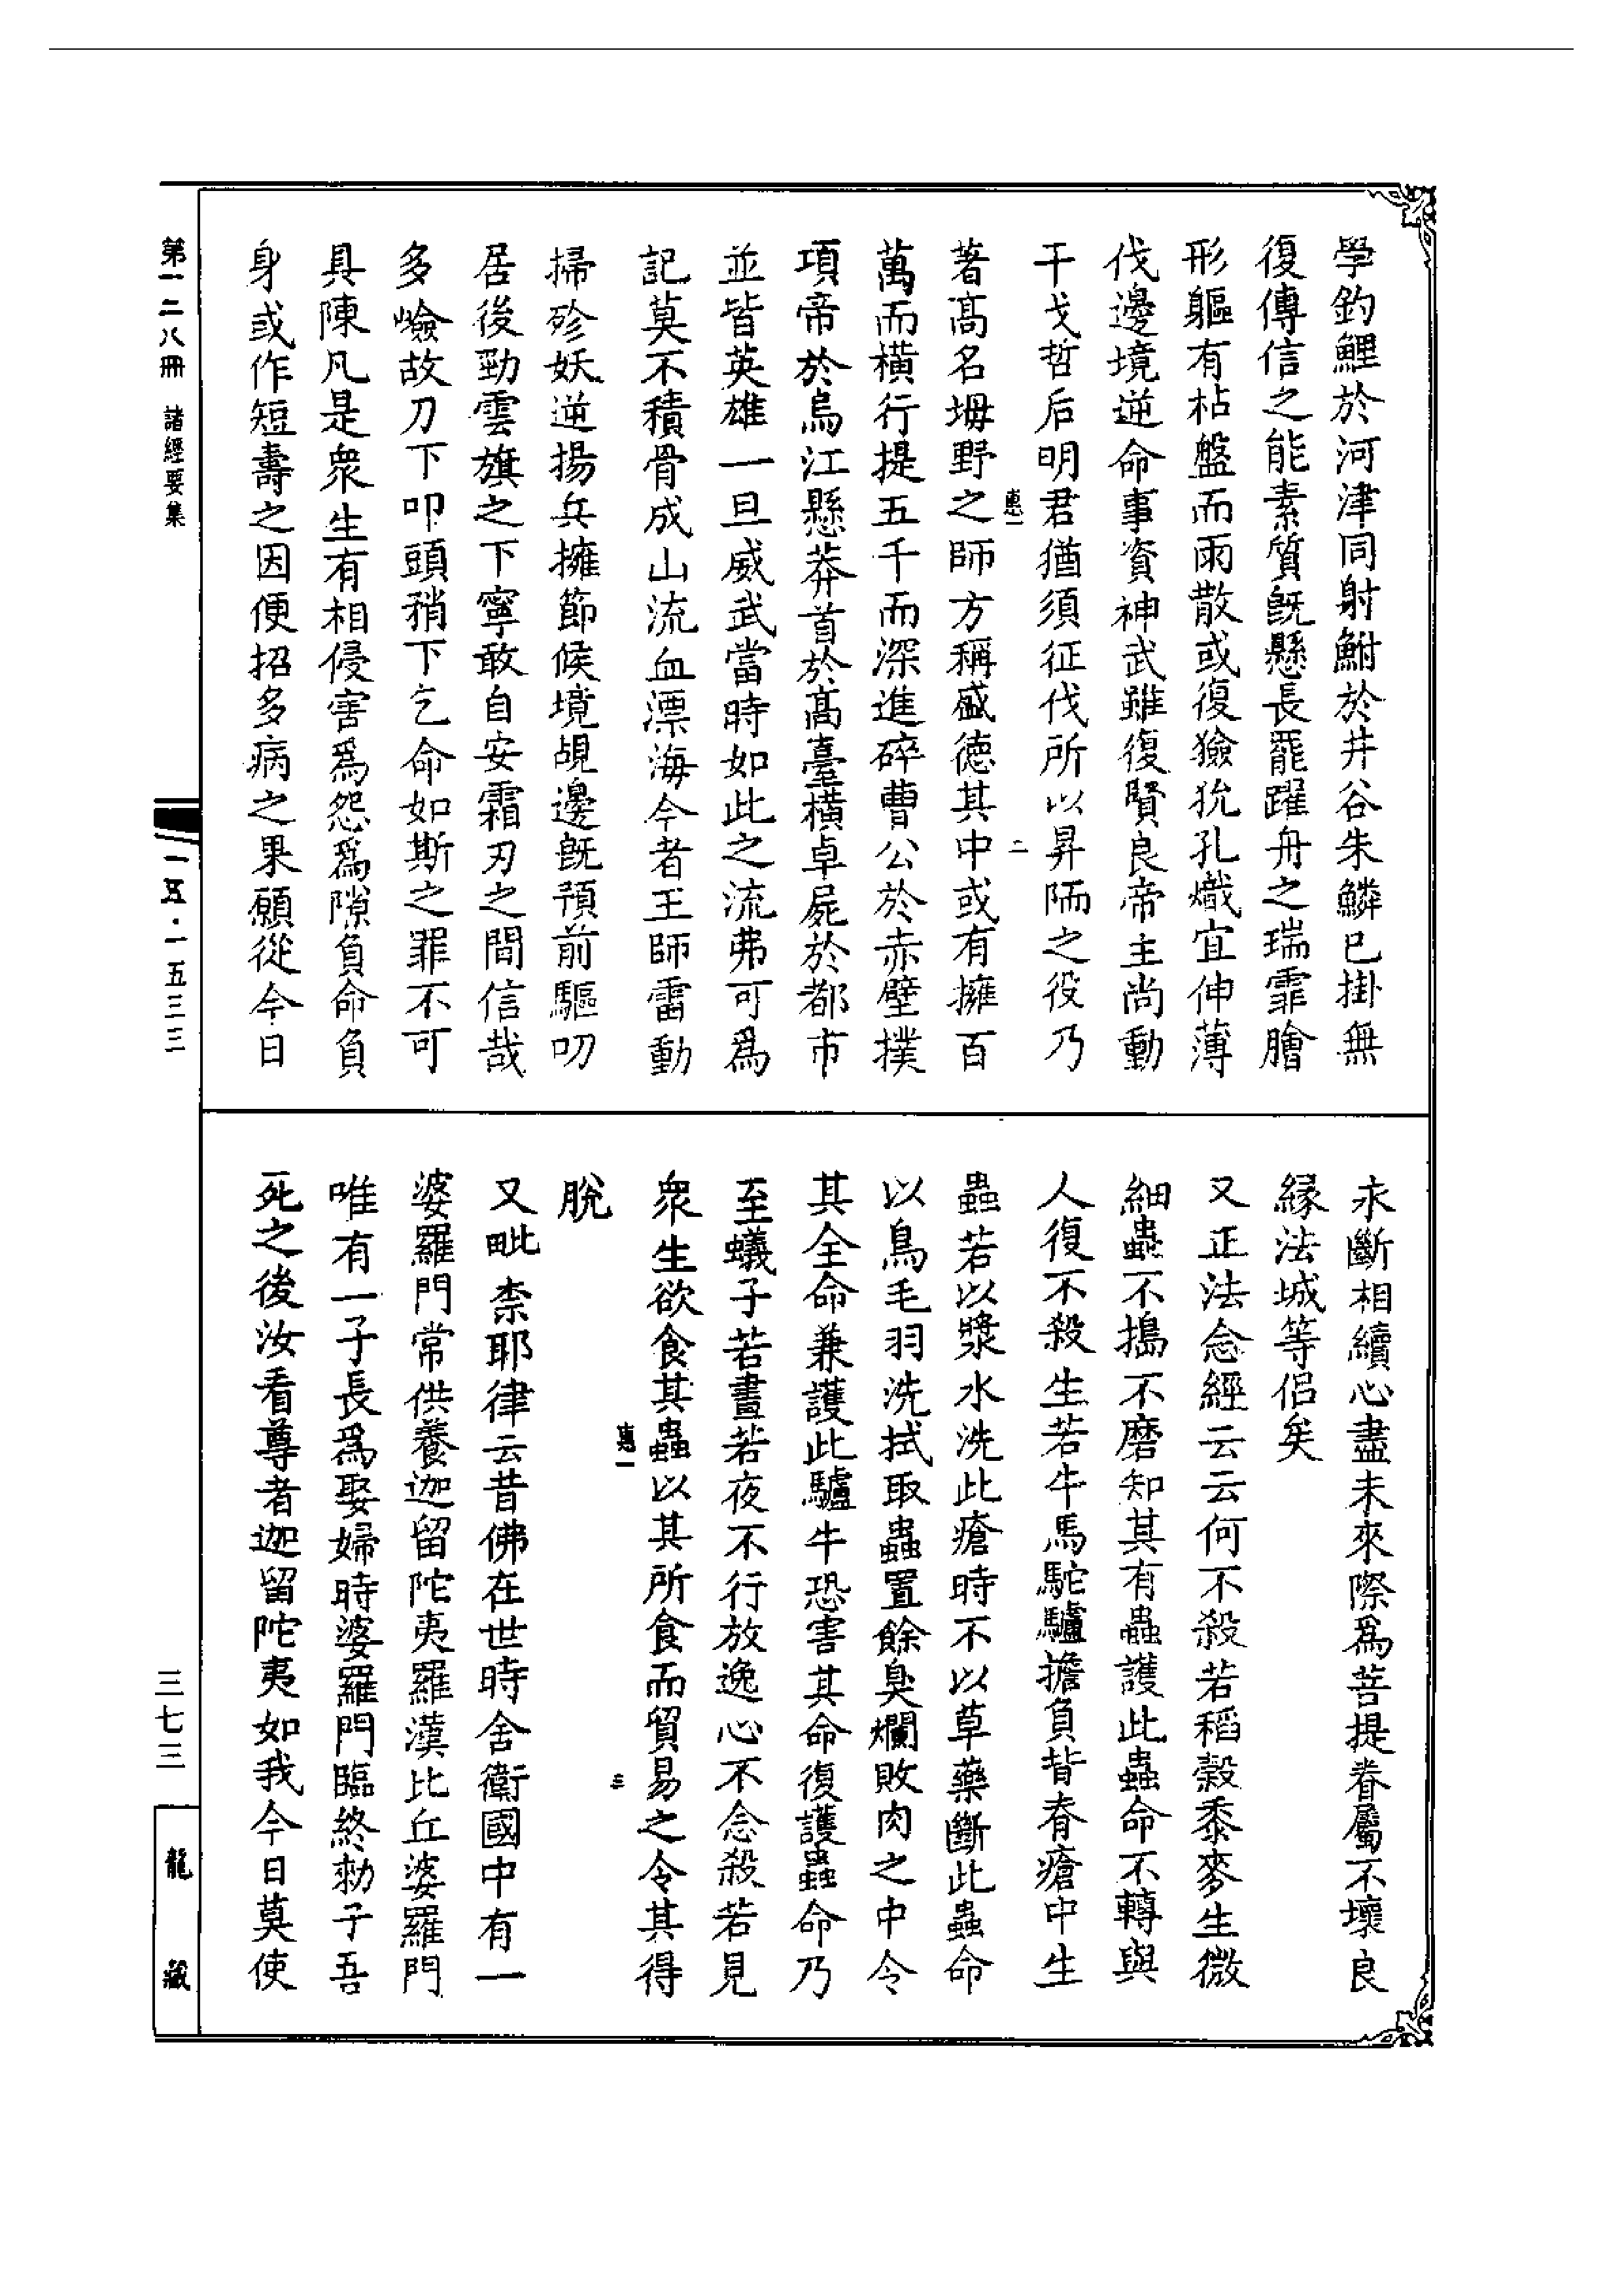 學釣鯉於河津同射鮒於井谷朱鱗已掛無
復傳信之能素質旣懸長罷躍舟之瑞霏膾
形軀有枯盤而雨散或復獫狁孔熾宜伸薄
伐邊境逆命事資神武雖復賢良帝主尚動
干戈哲后明君猶須征伐所以昇陑之役乃
惠一
二
著高名坶野之師方稱盛德其中或有擁百
萬而橫行提五千而深進碎曹公於赤壁撲
項帝於烏江懸莽首於高臺橫卓屍於都市
並皆英雄一旦威武當時如此之流弗可爲
記莫不積骨成山流血漂海今者王師雷動
掃殄妖逆揚兵擁節候境覘邊旣預前驅叨
居後勁雲旗之下寧敢自安霜刃之間信哉
多嶮故刀下叩頭矟下乞命如斯之罪不可
具陳凡是衆生有相侵害爲怨爲隙負命負
身或作短壽之因便招多病之果願從今日
永斷相續心盡未來際爲菩提眷屬不壞良
緣法城等侶矣
又正法念經云云何不殺若稻穀黍麥生微
細蟲不搗不磨知其有蟲護此蟲命不轉與
人復不殺生若牛馬駝驢擔負背脊瘡中生
蟲若以漿水洗此瘡時不以草藥斷此蟲命
以鳥毛羽洗拭取蟲置餘臭爛敗肉之中令
其全命兼護此驢牛恐害其命復護蟲命乃
至蟻子若晝若夜不行放逸心不念殺若見
衆生欲食其蟲以其所食而貿易之令其得
惠一
三
脫
又毗柰耶律云昔佛在世時舍衛國中有一
婆羅門常供養迦留陀夷羅漢比丘婆羅門
唯有一子長爲娶婦時婆羅門臨終勑子吾
死之後汝看尊者迦留陀夷如我今日莫使
第一二八冊 諸經要集
一五·一五三三
三七三
龍藏